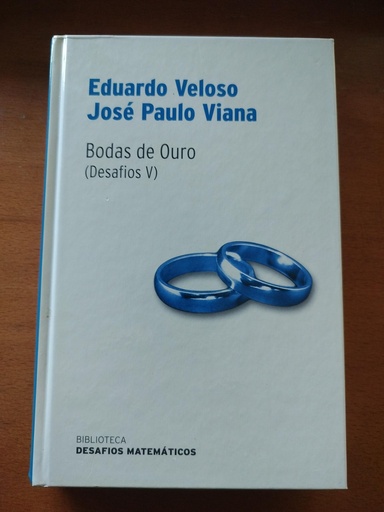 Eduardo Veloso
José Paulo Viana
Bodas de Ouro
(Desafios V)
BIBLIOTECA
DESAFIOS MATEMÁTICOS